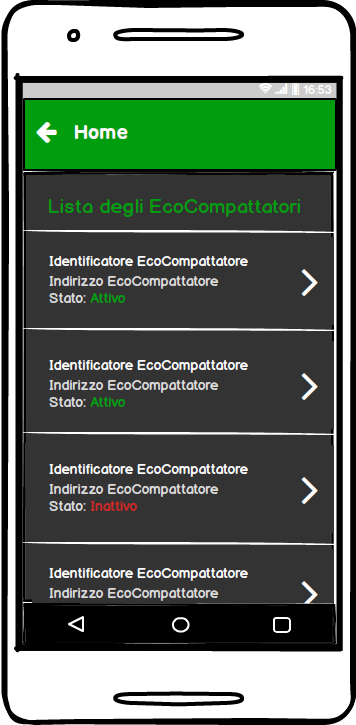 16:53
Home
Lista degli EcoCompattatori
Identificatore EcoCompattatore
Indirizzo EcoCompattatore
Stato: Attivo
Identificatore EcoCompattatore
Indirizzo EcoCompattatore
Stato: Attivo
Identificatore EcoCompattatore
Indirizzo EcoCompattatore
Stato: Inattivo
Identificatore EcoCompattatore
Indirizzo EcoCompattatore